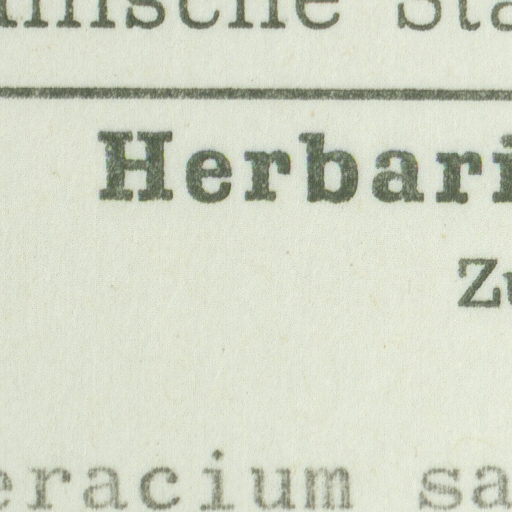 nische Sta
Herbari
Zu
eracium sa